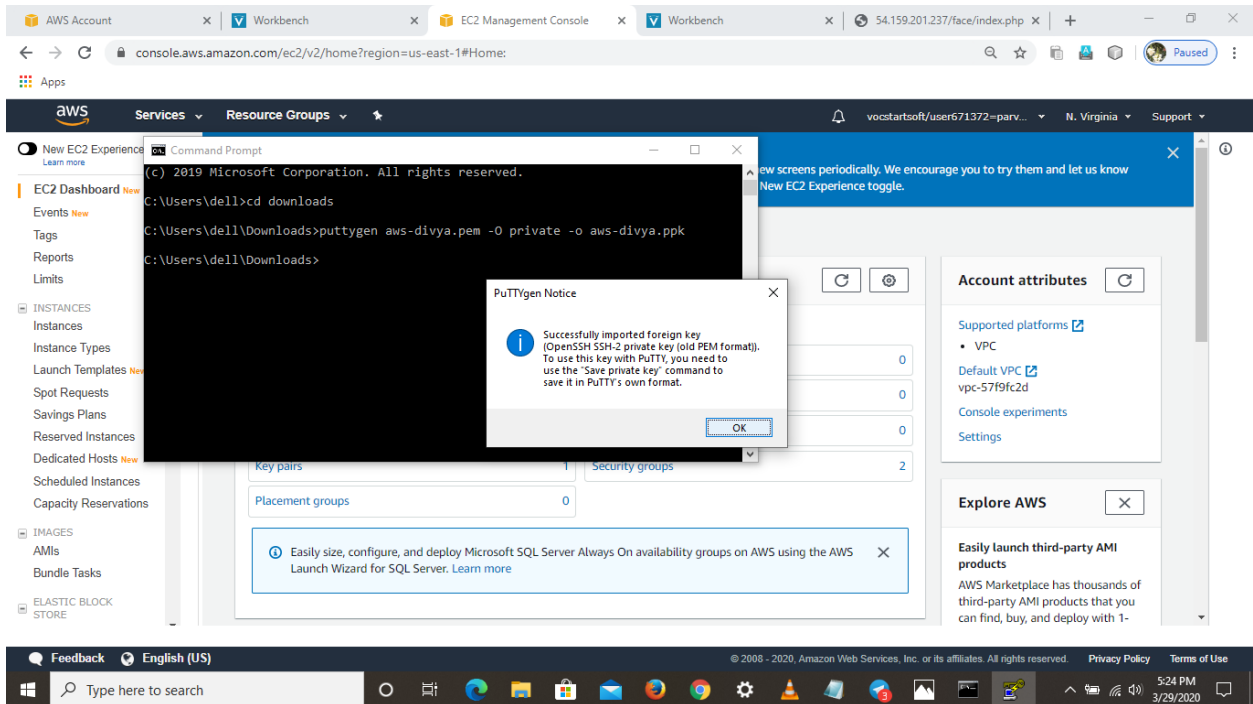 AWS Account
Workbench
EC2 Management Console
Workbench
54.159.201.237/face/index.php
console.aws.amazon.com/ec2/v2/home?region=us-east-1#Home:
Paused
Apps
aws
Services
Resource Groups
vocstartsoft/user671372=parv...
N. Virginia
Support
New EC2 Experience
Learn more
EC2 Dashboard New
Events New
Tags
Reports
Limits
INSTANCES
Instances
Instance Types
Launch Templates New
Spot Requests
Savings Plans
Reserved Instances
Dedicated Hosts New
Scheduled Instances
Capacity Reservations
IMAGES
AMIs
Bundle Tasks
ELASTIC BLOCK
STORE
Command Prompt
(c) 2019 Microsoft Corporation. All rights reserved.
C:\Users\dell>cd downloads
C:\Users\dell\Downloads>puttygen aws-divya.pem -O private -o aws-divya.ppk
C:\Users\dell\Downloads>
ew screens periodically. We encourage you to try them and let us know
New EC2 Experience toggle.
PuTTYgen Notice
Successfully imported foreign key
(OpenSSH SSH-2 private key (old PEM format)).
To use this key with PuTTY, you need to
use the "Save private key" command to
save it in PuTTY's own format.
OK
0
0
0
Key pairs 1
Security groups 2
Placement groups 0
Easily size, configure, and deploy Microsoft SQL Server Always On availability groups on AWS using the AWS
Launch Wizard for SQL Server. Learn more
Account attributes
Supported platforms
• VPC
Default VPC
vpc-57f9fc2d
Console experiments
Settings
Explore AWS
Easily launch third-party AMI
products
AWS Marketplace has thousands of
third-party AMI products that you
can find, buy, and deploy with 1-
Feedback
English (US)
© 2008 - 2020, Amazon Web Services, Inc. or its affiliates. All rights reserved.
Privacy Policy
Terms of Use
Type here to search
3
5:24 PM
3/29/2020